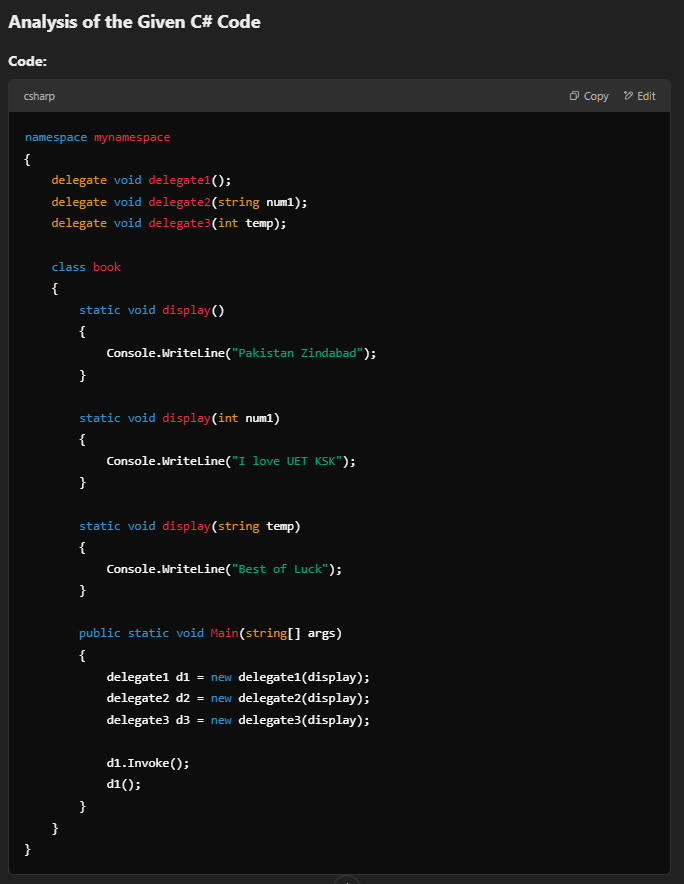 Analysis of the Given C# Code
Code:
csharp
Copy
Edit
namespace mynamespace
{
    delegate void delegate1();
    delegate void delegate2(string num1);
    delegate void delegate3(int temp);

    class book
    {
        static void display()
        {
            Console.WriteLine("Pakistan Zindabad");
        }

        static void display(int num1)
        {
            Console.WriteLine("I love UET KSK");
        }

        static void display(string temp)
        {
            Console.WriteLine("Best of Luck");
        }

        public static void Main(string[] args)
        {
            delegate1 d1 = new delegate1(display);
            delegate2 d2 = new delegate2(display);
            delegate3 d3 = new delegate3(display);

            d1.Invoke();
            d1();
        }
    }
}